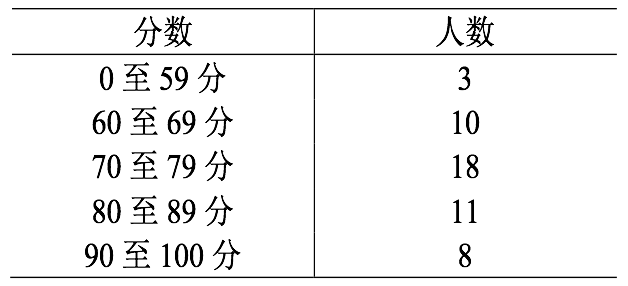 分数 人数
0 至 59 分 3
60 至 69 分 10
70 至 79 分 18
80 至 89 分 11
90 至 100 分 8